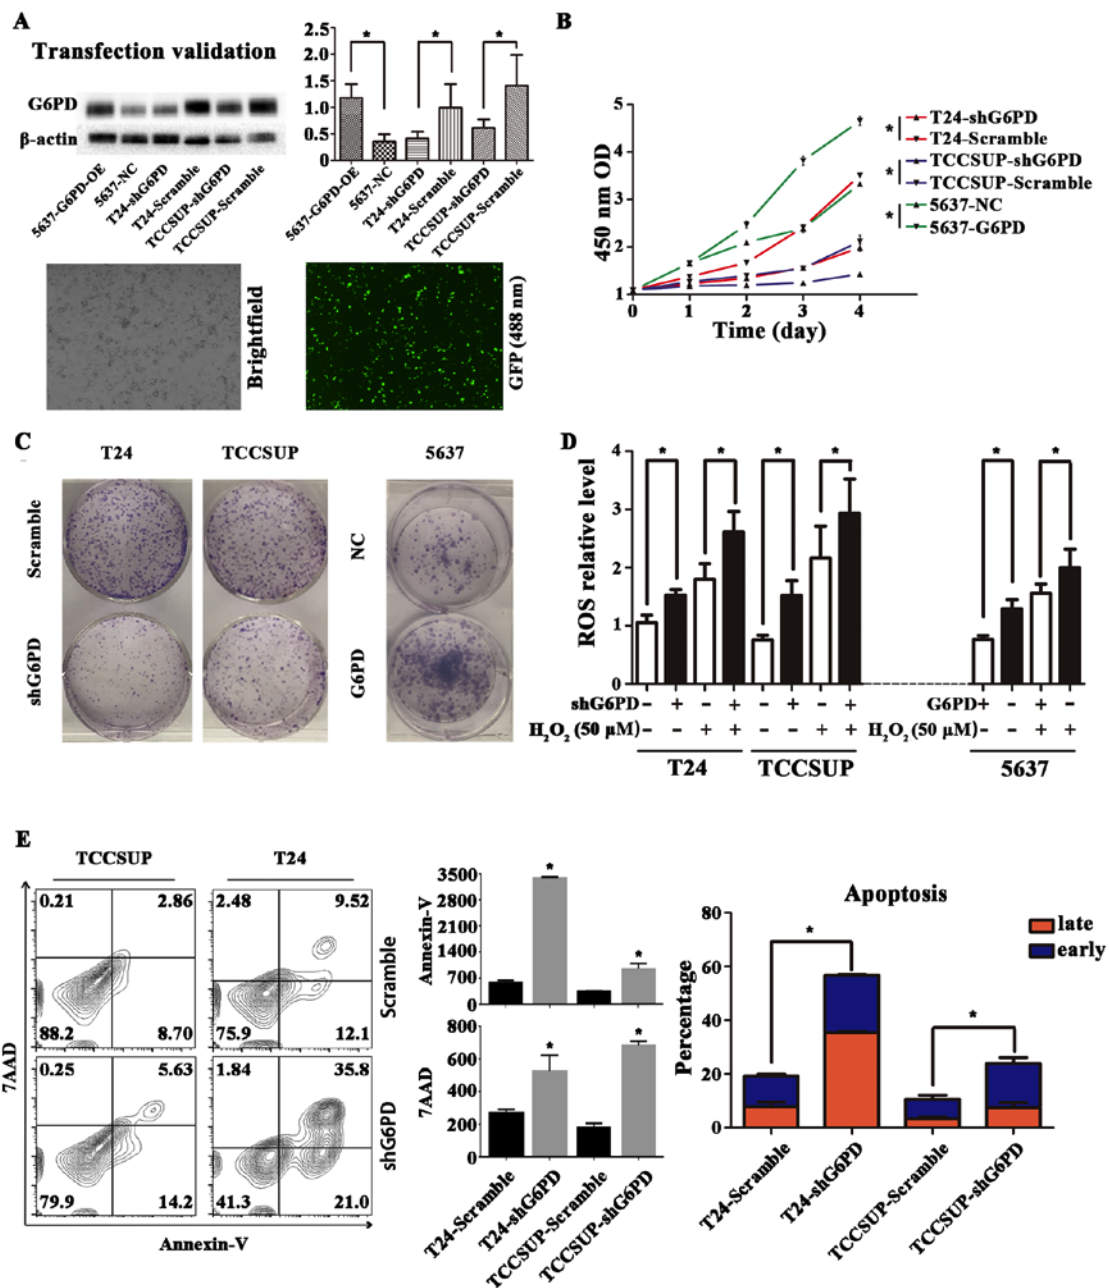 A
Transfection validation
G6PD
β-actin
5637-G6PD-OE
5637-NC
T24-shG6PD
T24-Scramble
TCCSUP-shG6PD
TCCSUP-Scramble
2.5
2.0
1.5
1.0
0.5
0
* * *
5637-G6PD-OE
5637-NC
T24-shG6PD
T24-Scramble
TCCSUP-shG6PD
TCCSUP-Scramble
Brightfield
GFP (488 nm)
B
450 nm OD
5
4
3
2
1
0 1 2 3 4
Time (day)
T24-shG6PD
* T24-Scramble
TCCSUP-shG6PD
* TCCSUP-Scramble
5637-NC
* 5637-G6PD
C
T24 TCCSUP 5637
Scramble
shG6PD
NC
G6PD
D
ROS relative level
4
3
2
1
0
* * * * * *
shG6PD - + - + - + - + G6PD + - + -
H2O2 (50 μM) - - + + - - + + H2O2 (50 μM) - - + +
T24 TCCSUP 5637
E
TCCSUP T24
0.21 2.86 2.48 9.52
88.2 8.70 75.9 12.1
Scramble
0.25 5.63 1.84 35.8
79.9 14.2 41.3 21.0
shG6PD
7AAD
Annexin-V
Annexin-V
3500
2800
2100
1400
700
0
* *
7AAD
800
600
400
200
0
* *
T24-Scramble
T24-shG6PD
TCCSUP-Scramble
TCCSUP-shG6PD
Apoptosis
late
early
Percentage
80
60
40
20
0
* *
T24-Scramble
T24-shG6PD
TCCSUP-Scramble
TCCSUP-shG6PD